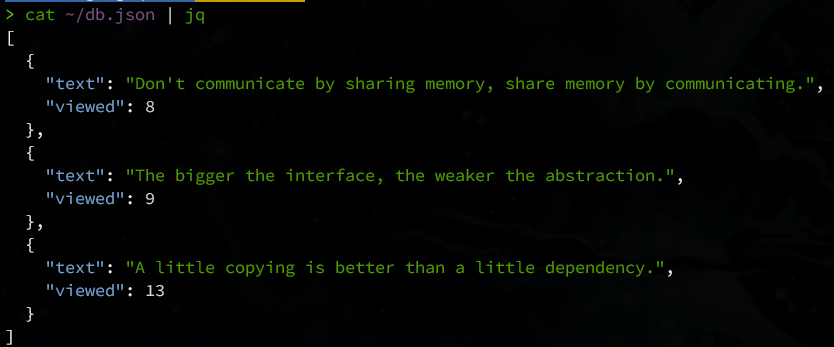 > cat ~/db.json | jq
[
  {
    "text": "Don't communicate by sharing memory, share memory by communicating.",
    "viewed": 8
  },
  {
    "text": "The bigger the interface, the weaker the abstraction.",
    "viewed": 9
  },
  {
    "text": "A little copying is better than a little dependency.",
    "viewed": 13
  }
]